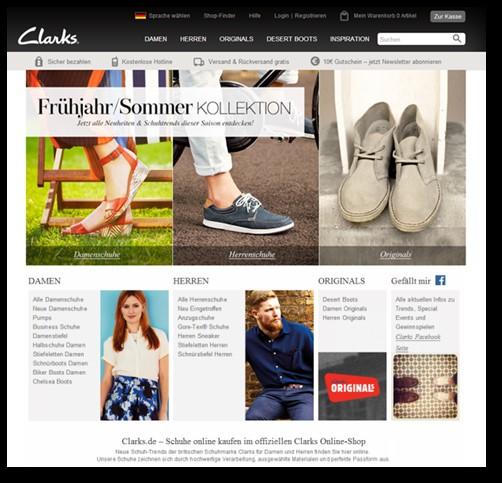 Sprache wählen Shop-Finder Hilfe Login | Registrieren Mein Warenkorb 0 Artikel Zur Kasse
Clarks.
DAMEN HERREN ORIGINALS DESERT BOOTS INSPIRATION Suchen
Sicher bezahlen Kostenlose Hotline Versand & Rückversand gratis 10€ Gutschein – jetzt Newsletter abonnieren
Frühjahr/Sommer KOLLEKTION
Jetzt alle Neuheiten & Schuhtrends dieser Saison entdecken!
Damenschuhe Herrenschuhe Originals
DAMEN
Alle Damenschuhe
Neue Damenschuhe
Pumps
Business Schuhe
Damenstiefel
Halbschuhe Damen
Stiefeletten Damen
Schnürboots Damen
Biker Boots Damen
Chelsea Boots
HERREN
Alle Herrenschuhe
Neu Eingetroffen
Anzugschuhe
Gore-Tex® Schuhe
Herren Sneaker
Stiefeletten Herren
Schnürstiefel Herren
ORIGINALS
Desert Boots
Damen Originals
Herren Originals
ORIGINALS
Gefällt mir
Alle aktuellen Infos zu
Trends, Special
Events und
Gewinnspielen
Clarks Facebook
Seite
Clarks.de – Schuhe online kaufen im offiziellen Clarks Online-Shop
Neue Schuh-Trends der britischen Schuhmarke Clarks für Damen und Herren finden Sie hier online.
Unsere Schuhe zeichnen sich durch hochwertige Verarbeitung, ausgewählte Materialien und perfekte Passform aus.